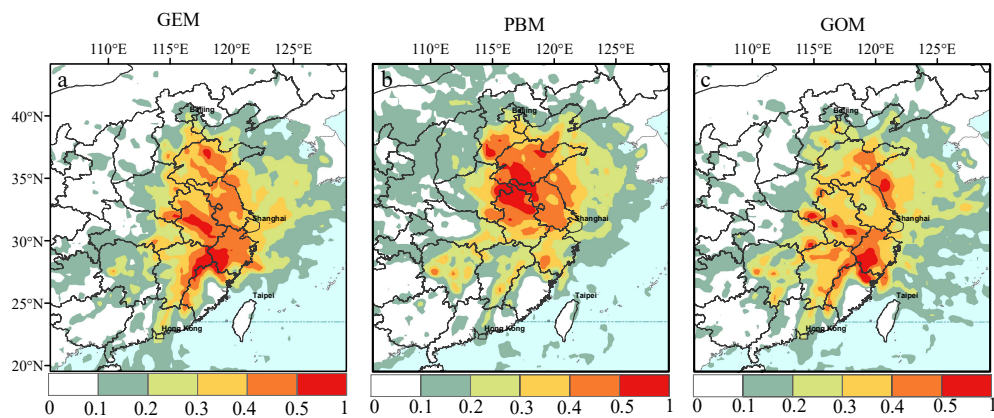 GEM PBM GOM
110°E 115°E 120°E 125°E 110°E 115°E 120°E 125°E 110°E 115°E 120°E 125°E
a b c
Beijing Beijing Beijing
40°N
35°N
Shanghai Shanghai Shanghai
30°N
25°N
Taipei Taipei Taipei
Hong Kong Hong Kong Hong Kong
20°N
0 0.1 0.2 0.3 0.4 0.5 1 0 0.1 0.2 0.3 0.4 0.5 1 0 0.1 0.2 0.3 0.4 0.5 1